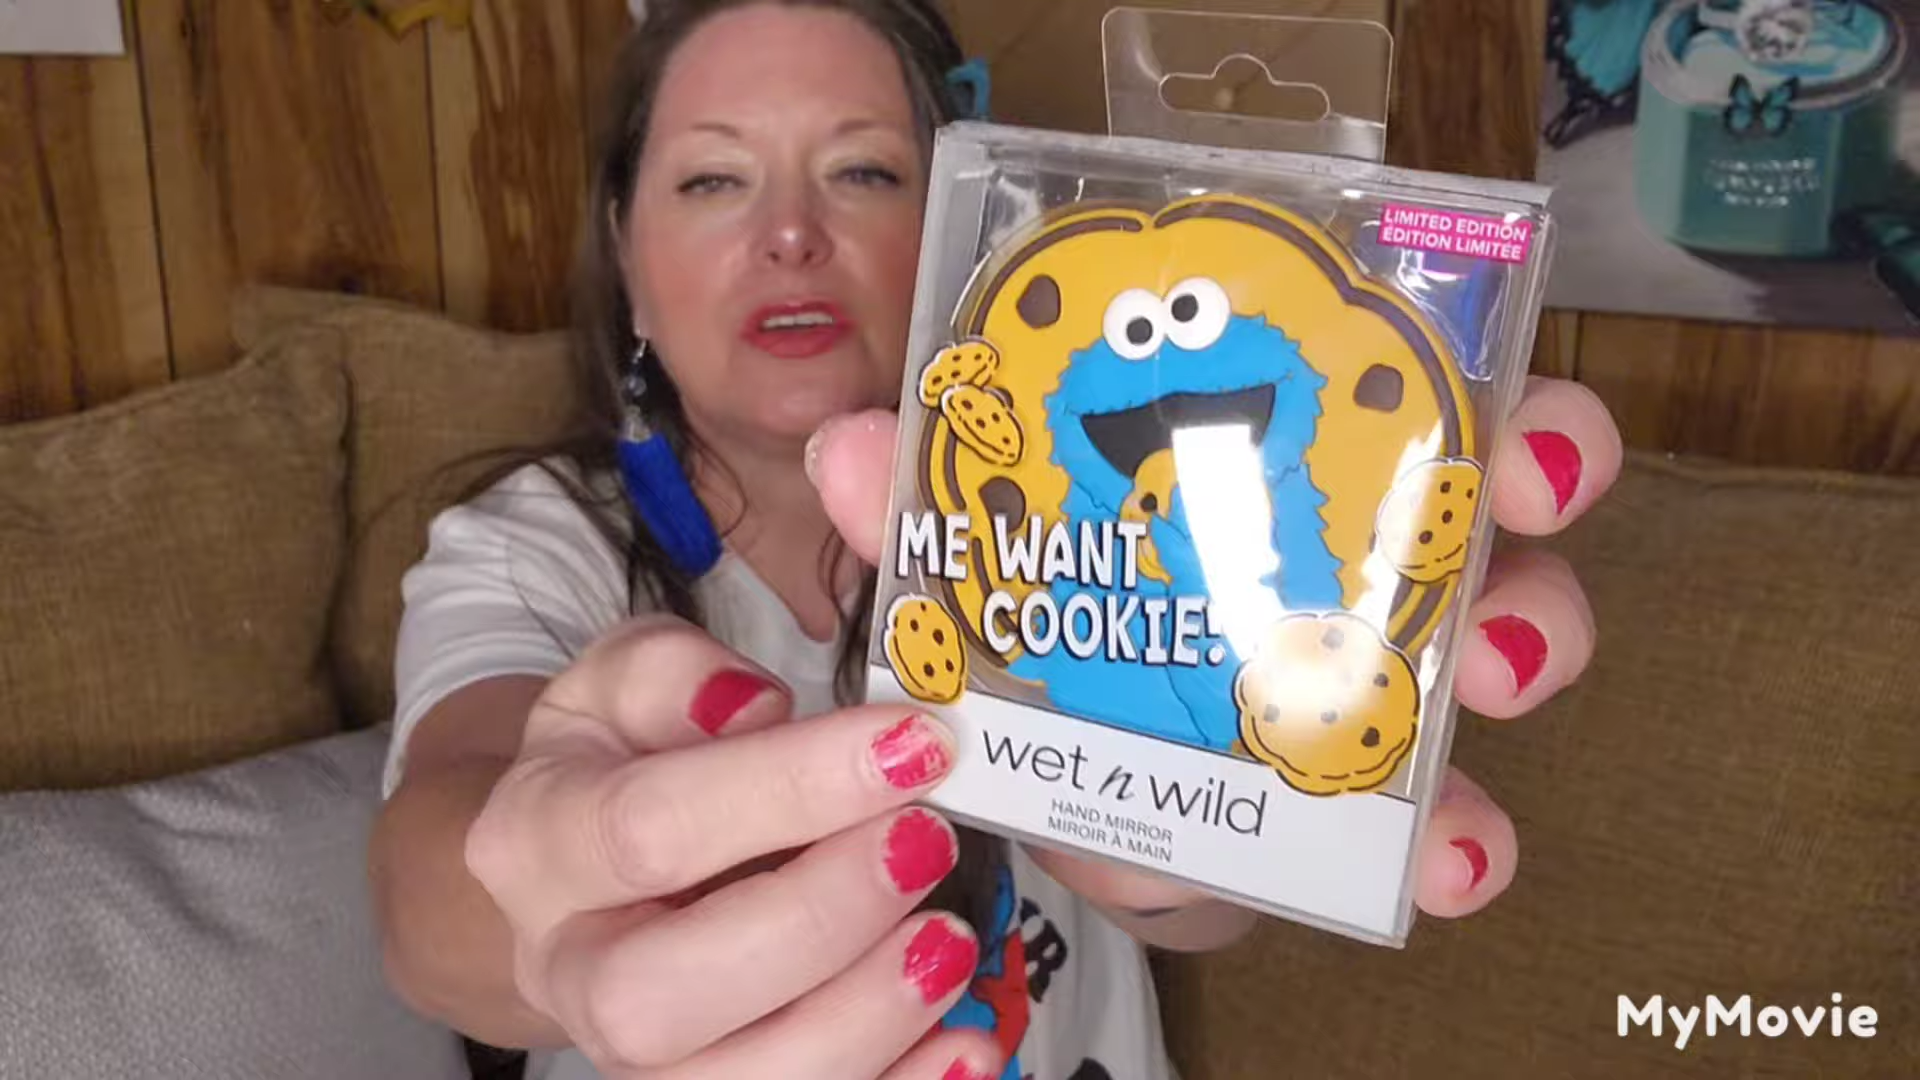 LIMITED EDITION
ÉDITION LIMITÉE
ME WANT
COOKIE!
wet n wild
HAND MIRROR
MIROIR À MAIN
MyMovie